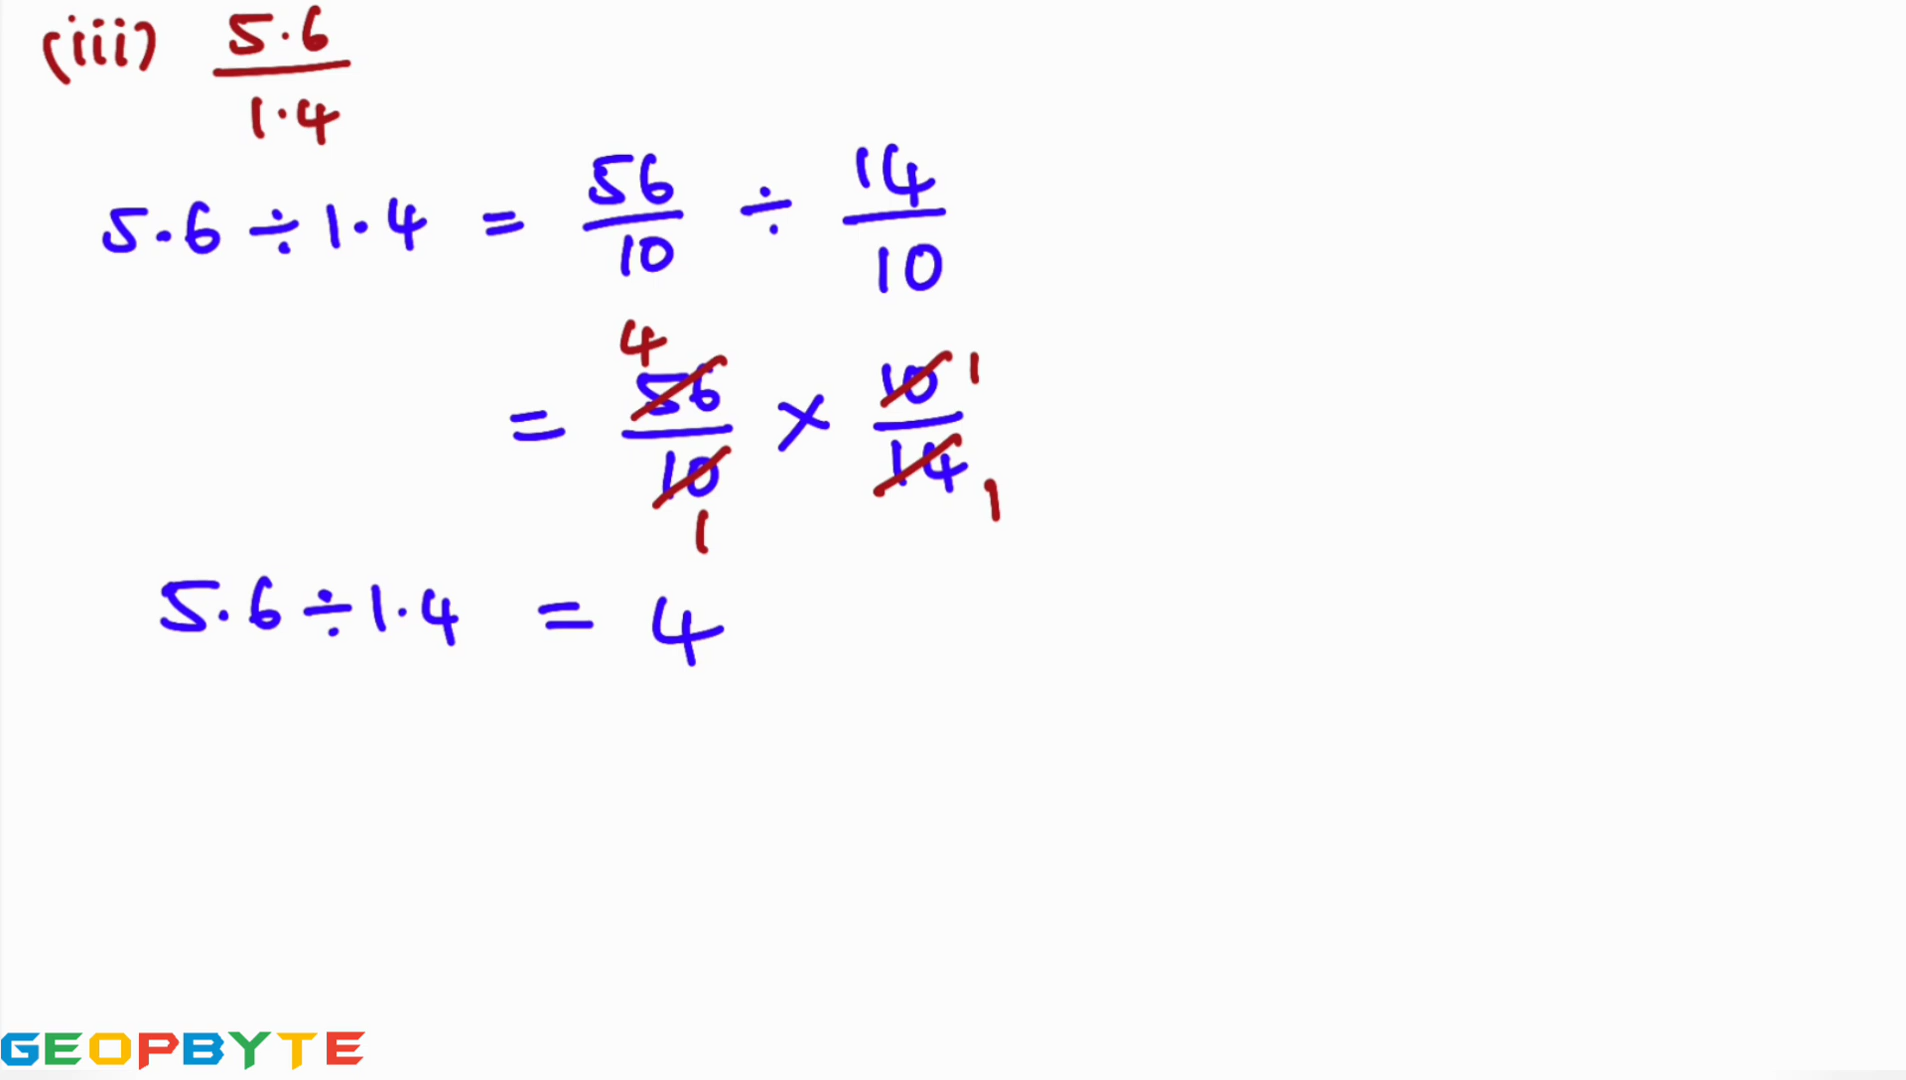 (iii) 5.6/1.4
5.6 ÷ 1.4 = 56/10 ÷ 14/10
4 1
= 56/10 × 10/14
1 1
5.6 ÷ 1.4 = 4
GEOPBYTE